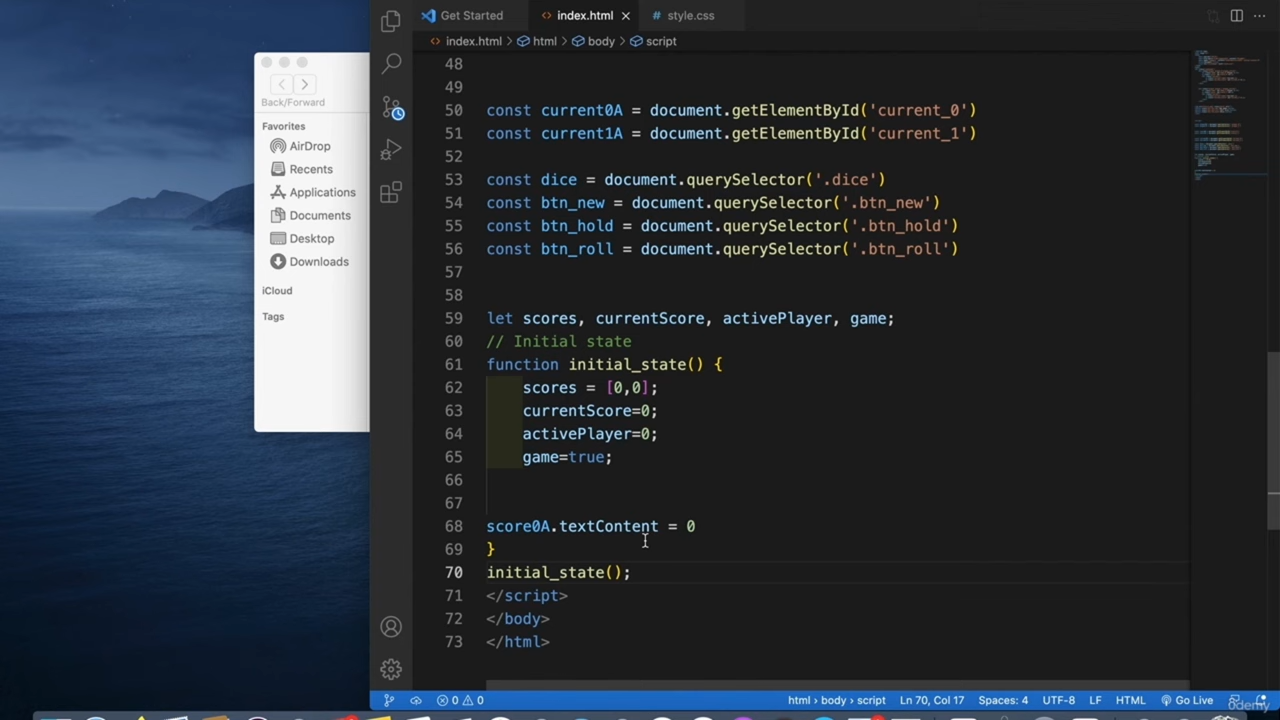 Get Started
index.html
style.css
index.html > html > body > script
Back/Forward
Favorites
AirDrop
Recents
Applications
Documents
Desktop
Downloads
iCloud
Tags
48
49
50 const current0A = document.getElementById('current_0')
51 const current1A = document.getElementById('current_1')
52
53 const dice = document.querySelector('.dice')
54 const btn_new = document.querySelector('.btn_new')
55 const btn_hold = document.querySelector('.btn_hold')
56 const btn_roll = document.querySelector('.btn_roll')
57
58
59 let scores, currentScore, activePlayer, game;
60 // Initial state
61 function initial_state() {
62 scores = [0,0];
63 currentScore=0;
64 activePlayer=0;
65 game=true;
66
67
68 score0A.textContent = 0
69 }
70 initial_state();
71 </script>
72 </body>
73 </html>
0 0
html > body > script
Ln 70, Col 17
Spaces: 4
UTF-8
LF
HTML
Go Live
udemy